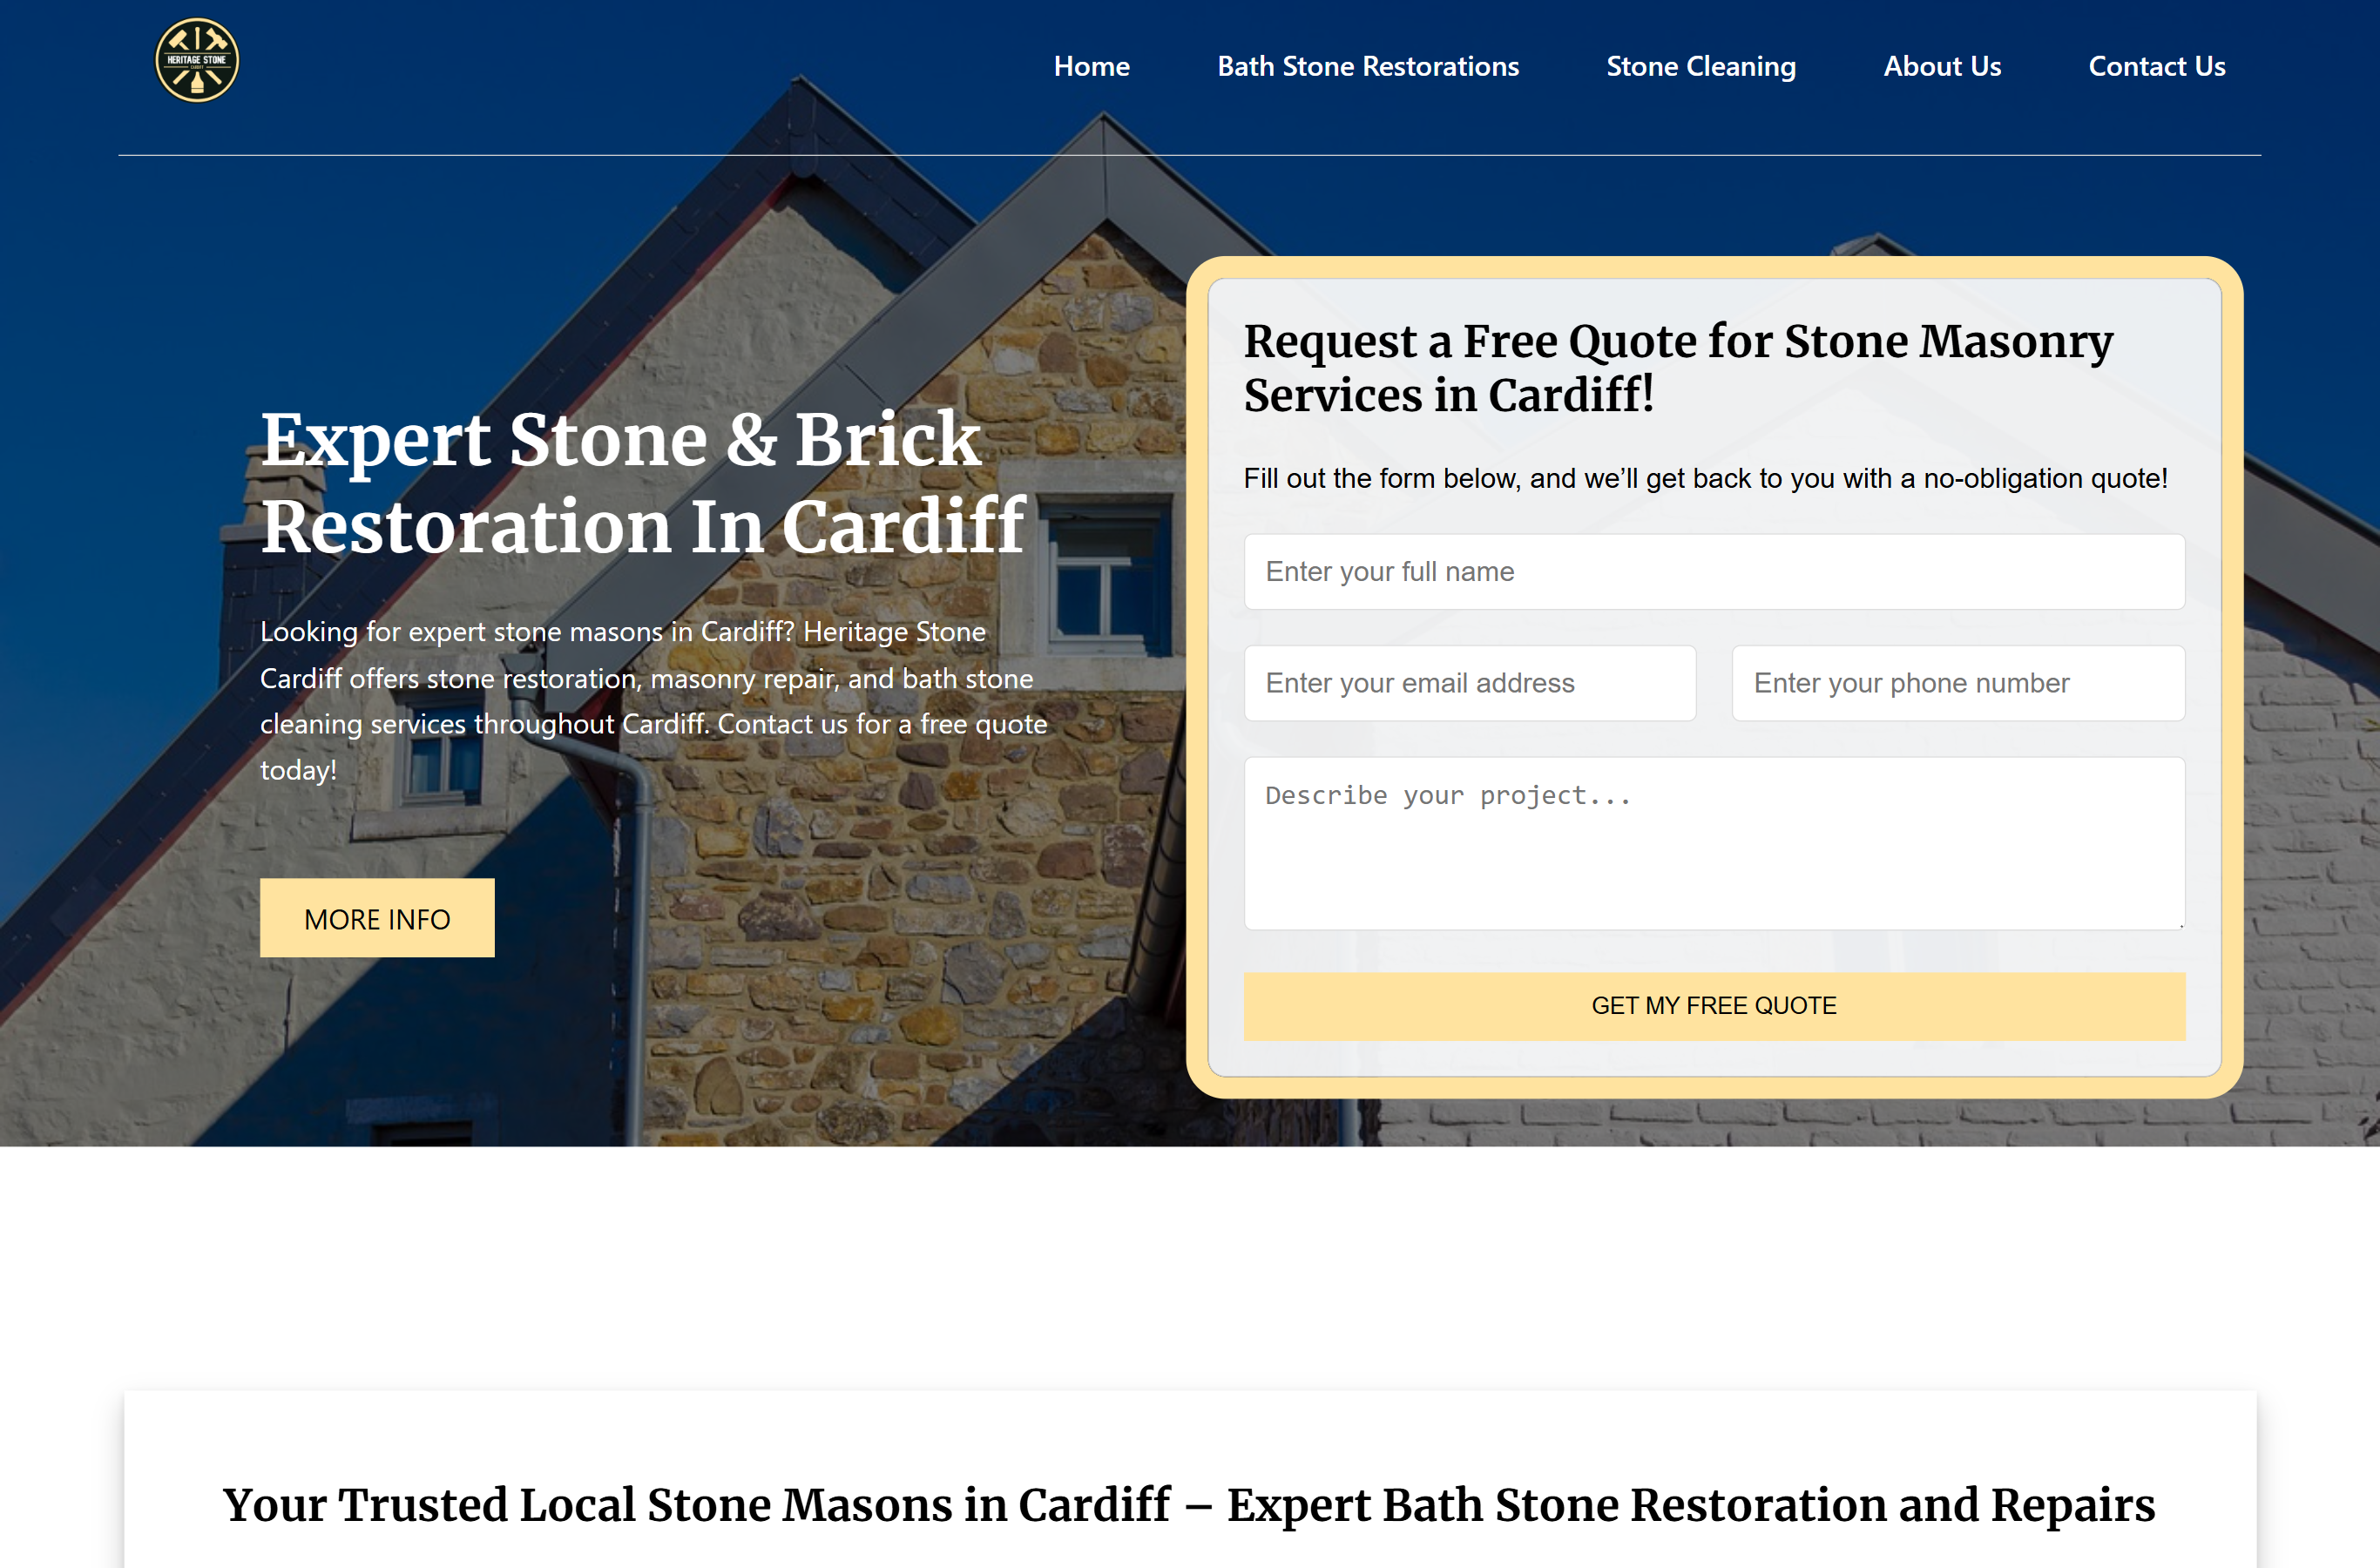 HERITAGE STONE
CARDIFF
Home
Bath Stone Restorations
Stone Cleaning
About Us
Contact Us
Expert Stone & Brick
Restoration In Cardiff
Looking for expert stone masons in Cardiff? Heritage Stone
Cardiff offers stone restoration, masonry repair, and bath stone
cleaning services throughout Cardiff. Contact us for a free quote
today!
MORE INFO
Request a Free Quote for Stone Masonry
Services in Cardiff!
Fill out the form below, and we’ll get back to you with a no-obligation quote!
Enter your full name
Enter your email address
Enter your phone number
Describe your project...
GET MY FREE QUOTE
Your Trusted Local Stone Masons in Cardiff – Expert Bath Stone Restoration and Repairs